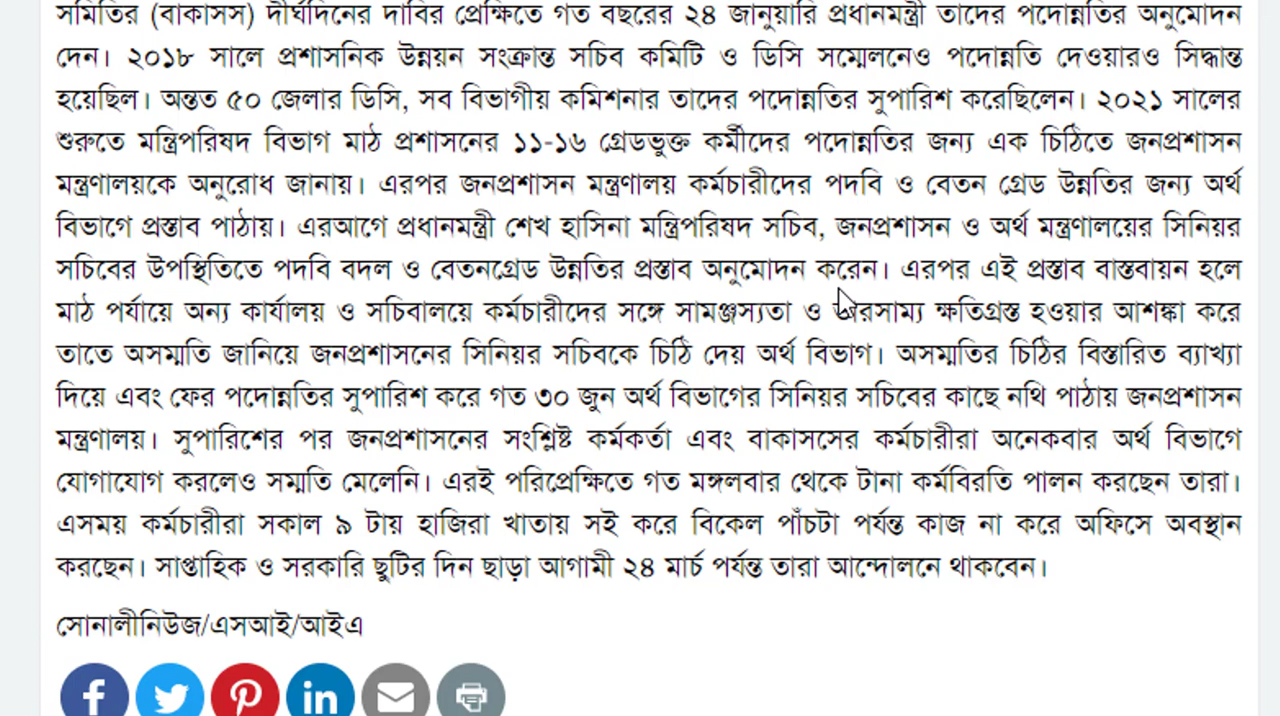 সমিতির (বাকাসস) দীর্ঘদিনের দাবির প্রেক্ষিতে গত বছরের ২৪ জানুয়ারি প্রধানমন্ত্রী তাদের পদোন্নতির অনুমোদন
দেন। ২০১৮ সালে প্রশাসনিক উন্নয়ন সংক্রান্ত সচিব কমিটি ও ডিসি সম্মেলনেও পদোন্নতি দেওয়ারও সিদ্ধান্ত
হয়েছিল। অন্তত ৫০ জেলার ডিসি, সব বিভাগীয় কমিশনার তাদের পদোন্নতির সুপারিশ করেছিলেন। ২০২১ সালের
শুরুতে মন্ত্রিপরিষদ বিভাগ মাঠ প্রশাসনের ১১-১৬ গ্রেডভুক্ত কর্মীদের পদোন্নতির জন্য এক চিঠিতে জনপ্রশাসন
মন্ত্রণালয়কে অনুরোধ জানায়। এরপর জনপ্রশাসন মন্ত্রণালয় কর্মচারীদের পদবি ও বেতন গ্রেড উন্নতির জন্য অর্থ
বিভাগে প্রস্তাব পাঠায়। এরআগে প্রধানমন্ত্রী শেখ হাসিনা মন্ত্রিপরিষদ সচিব, জনপ্রশাসন ও অর্থ মন্ত্রণালয়ের সিনিয়র
সচিবের উপস্থিতিতে পদবি বদল ও বেতনগ্রেড উন্নতির প্রস্তাব অনুমোদন করেন। এরপর এই প্রস্তাব বাস্তবায়ন হলে
মাঠ পর্যায়ে অন্য কার্যালয় ও সচিবালয়ে কর্মচারীদের সঙ্গে সামঞ্জস্যতা ও ক্ষতিগ্রস্ত হওয়ার আশঙ্কা করে
তাতে অসম্মতি জানিয়ে জনপ্রশাসনের সিনিয়র সচিবকে চিঠি দেয় অর্থ বিভাগ। অসম্মতির চিঠির বিস্তারিত ব্যাখ্যা
দিয়ে এবং ফের পদোন্নতির সুপারিশ করে গত ৩০ জুন অর্থ বিভাগের সিনিয়র সচিবের কাছে নথি পাঠায় জনপ্রশাসন
মন্ত্রণালয়। সুপারিশের পর জনপ্রশাসনের সংশ্লিষ্ট কর্মকর্তা এবং বাকাসসের কর্মচারীরা অনেকবার অর্থ বিভাগে
যোগাযোগ করলেও সম্মতি মেলেনি। এরই পরিপ্রেক্ষিতে গত মঙ্গলবার থেকে টানা কর্মবিরতি পালন করছেন তারা।
এসময় কর্মচারীরা সকাল ৯ টায় হাজিরা খাতায় সই করে বিকেল পাঁচটা পর্যন্ত কাজ না করে অফিসে অবস্থান
করছেন। সাপ্তাহিক ও সরকারি ছুটির দিন ছাড়া আগামী ২৪ মার্চ পর্যন্ত তারা আন্দোলনে থাকবেন।
সোনালীনিউজ/এসআই/আইএ